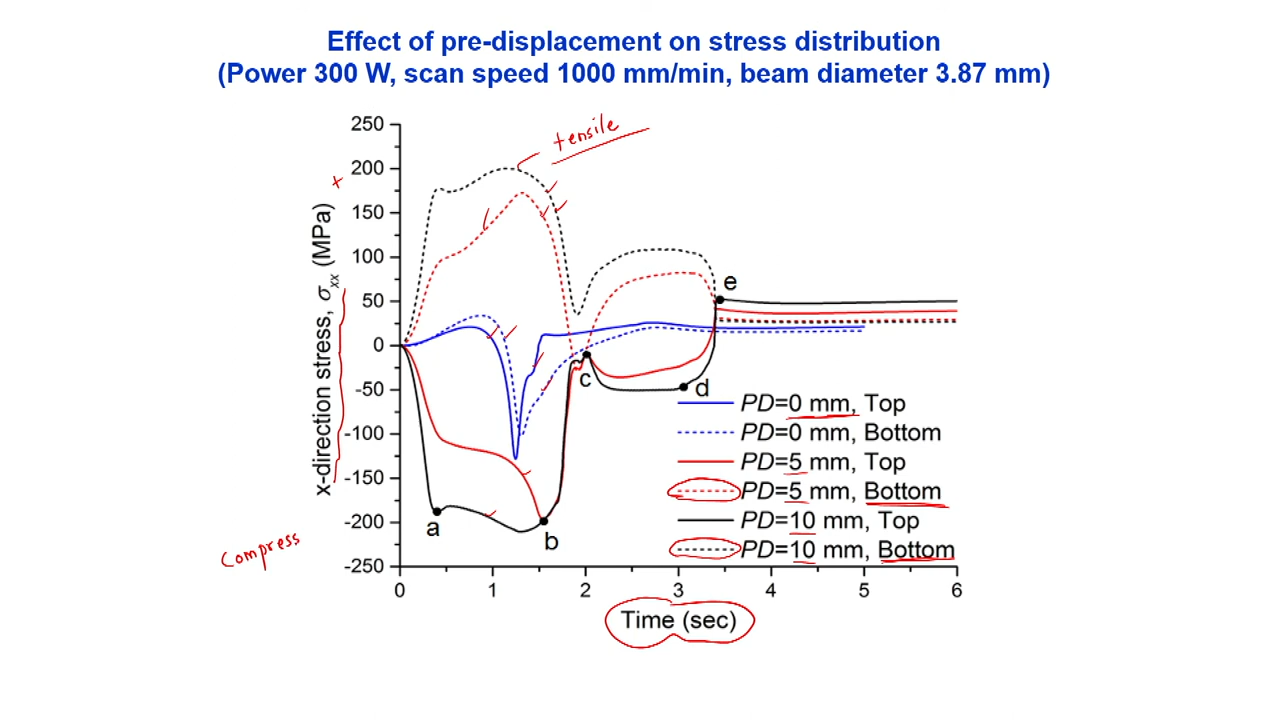 Effect of pre-displacement on stress distribution
(Power 300 W, scan speed 1000 mm/min, beam diameter 3.87 mm)
250
200
150
100
50
0
-50
-100
-150
-200
-250
x-direction stress, σxx (MPa)
+
tensile
Compress
a
b
c
d
e
PD=0 mm, Top
PD=0 mm, Bottom
PD=5 mm, Top
PD=5 mm, Bottom
PD=10 mm, Top
PD=10 mm, Bottom
0 1 2 3 4 5 6
Time (sec)